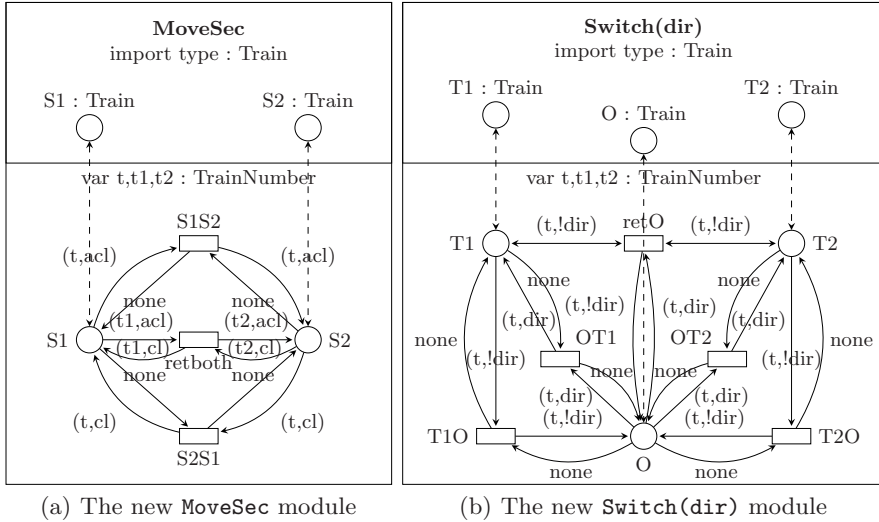 MoveSec
import type : Train
S1 : Train
S2 : Train
var t,t1,t2 : TrainNumber
S1S2
(t,acl)
(t,acl)
none
none
(t1,acl)
(t2,acl)
S1
S2
(t1,cl)
(t2,cl)
retboth
none
none
(t,cl)
(t,cl)
S2S1
(a) The new MoveSec module
Switch(dir)
import type : Train
T1 : Train
T2 : Train
O : Train
var t,t1,t2 : TrainNumber
(t,!dir)
retO
(t,!dir)
T1
T2
none
none
(t,!dir)
(t,dir)
(t,dir)
OT1
OT2
(t,dir)
none
none
(t,!dir)
(t,!dir)
none
none
(t,dir)
(t,dir)
(t,!dir)
(t,!dir)
T1O
T2O
O
none
none
(b) The new Switch(dir) module